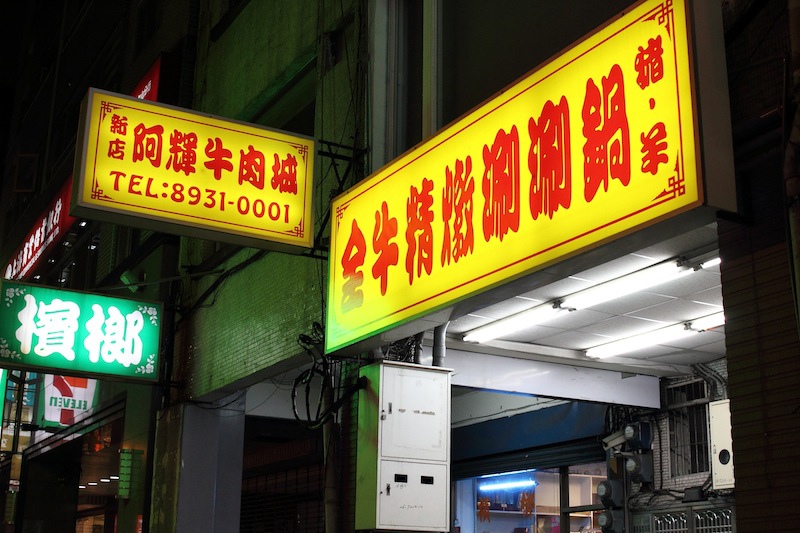 新店
阿輝牛肉城
TEL:8931-0001
全牛精燉涮涮鍋
豬·羊
檳榔
ELEVEN